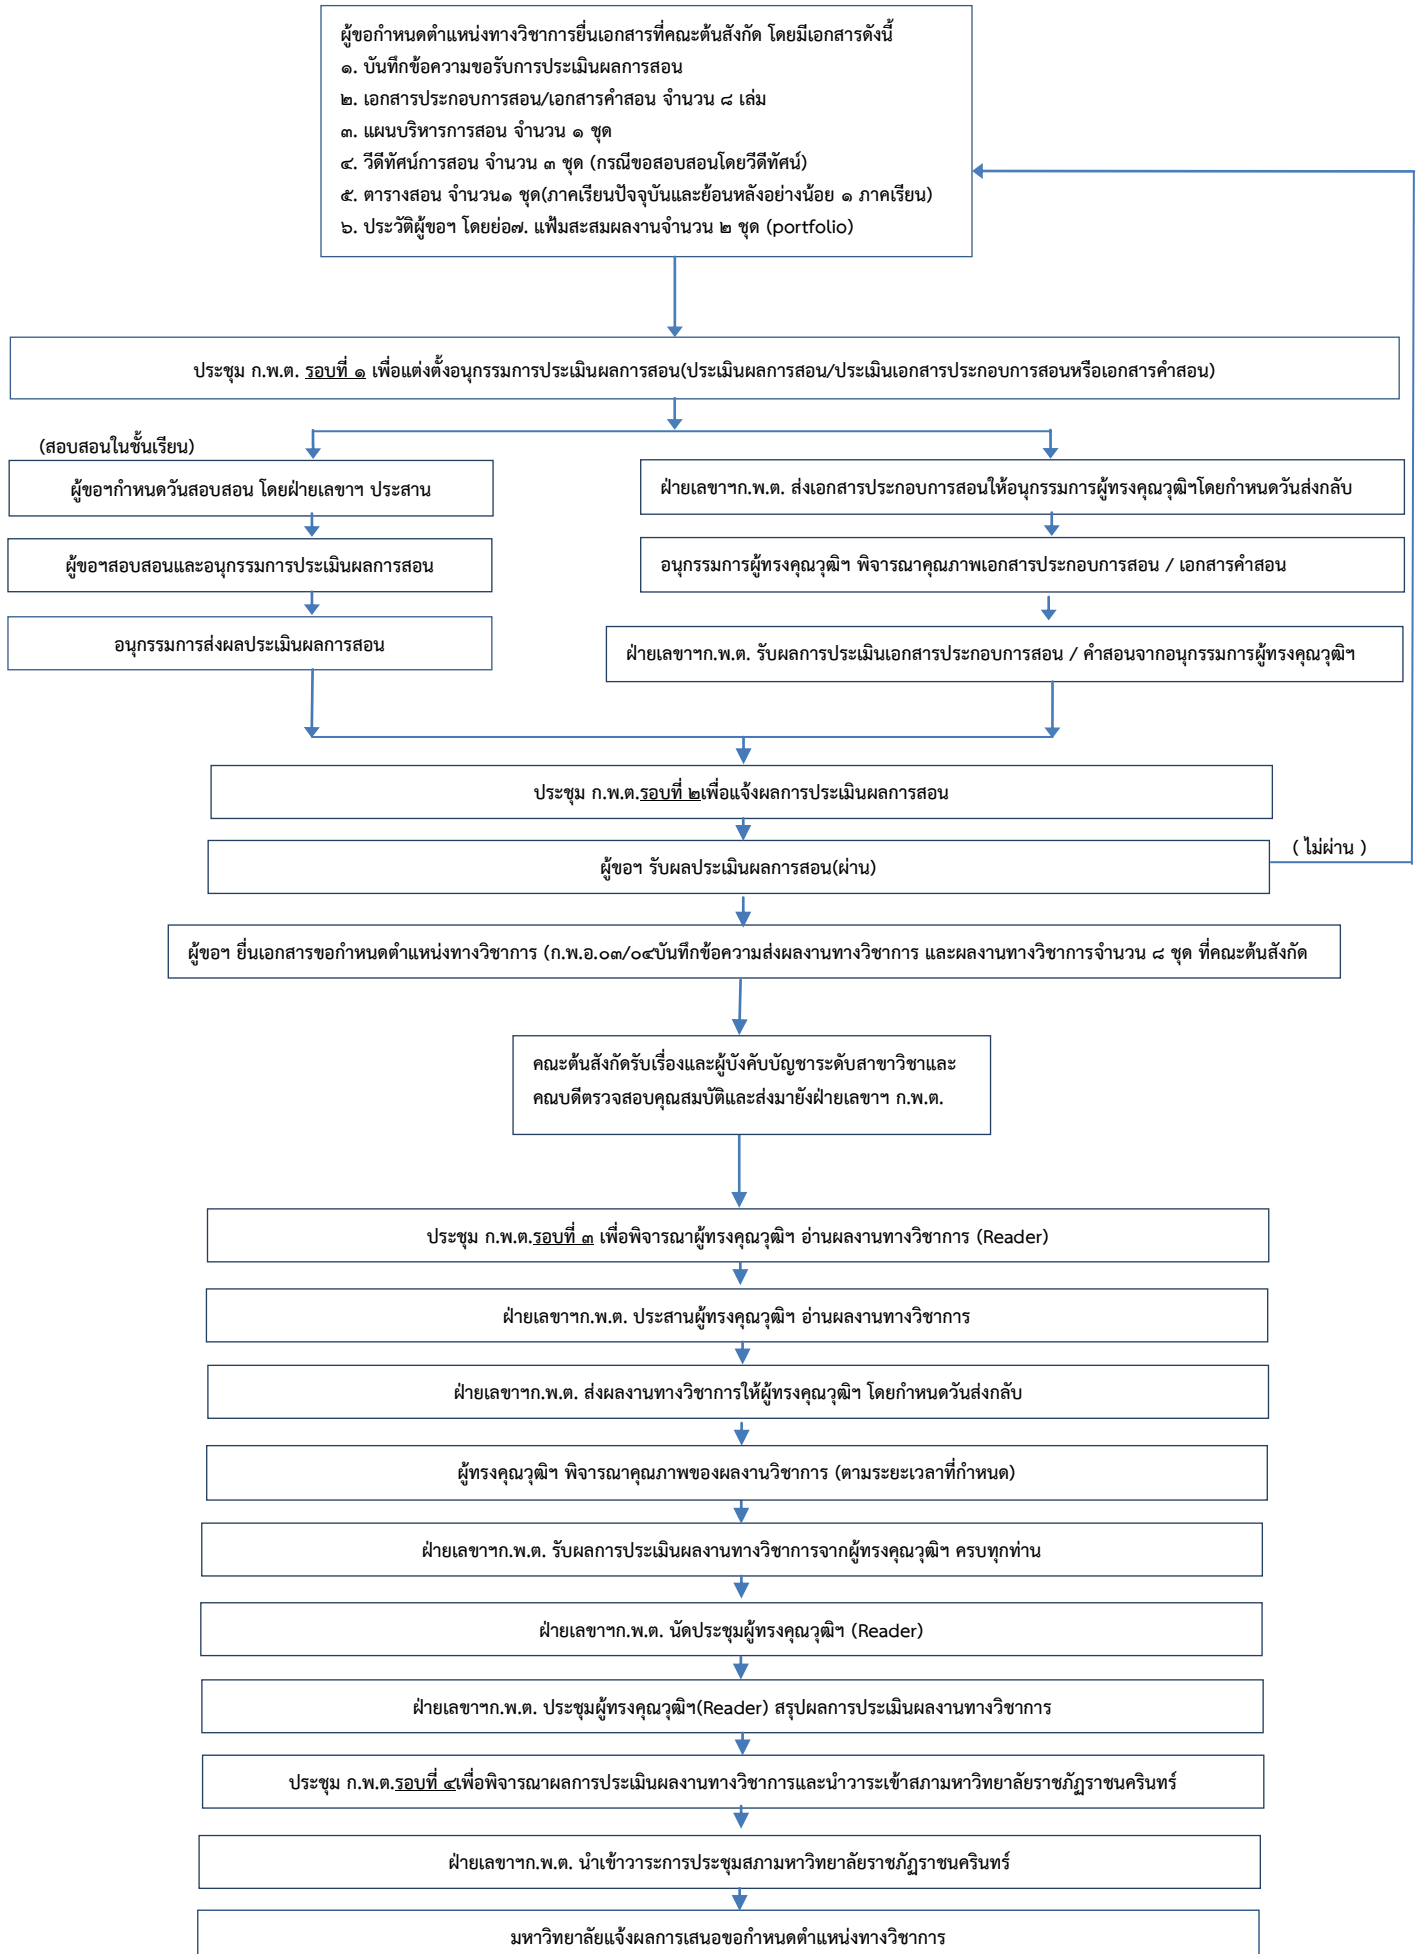 ผู้ขอกำหนดตำแหน่งทางวิชาการยื่นเอกสารที่คณะต้นสังกัด โดยมีเอกสารดังนี้
๑. บันทึกข้อความขอรับการประเมินผลการสอน
๒. เอกสารประกอบการสอน/เอกสารคำสอน จำนวน ๘ เล่ม
๓. แผนบริหารการสอน จำนวน ๑ ชุด
๔. วีดีทัศน์การสอน จำนวน ๓ ชุด (กรณีขอสอบสอนโดยวีดีทัศน์)
๕. ตารางสอน จำนวน๑ ชุด(ภาคเรียนปัจจุบันและย้อนหลังอย่างน้อย ๑ ภาคเรียน)
๖. ประวัติผู้ขอฯ โดยย่อ๗. แฟ้มสะสมผลงานจำนวน ๒ ชุด (portfolio)
ประชุม ก.พ.ต. รอบที่ ๑ เพื่อแต่งตั้งอนุกรรมการประเมินผลการสอน(ประเมินผลการสอน/ประเมินเอกสารประกอบการสอนหรือเอกสารคำสอน)
(สอบสอนในชั้นเรียน)
ผู้ขอฯกำหนดวันสอบสอน โดยฝ่ายเลขาฯ ประสาน
ผู้ขอฯสอบสอนและอนุกรรมการประเมินผลการสอน
อนุกรรมการส่งผลประเมินผลการสอน
ฝ่ายเลขาฯก.พ.ต. ส่งเอกสารประกอบการสอนให้อนุกรรมการผู้ทรงคุณวุฒิฯโดยกำหนดวันส่งกลับ
อนุกรรมการผู้ทรงคุณวุฒิฯ พิจารณาคุณภาพเอกสารประกอบการสอน / เอกสารคำสอน
ฝ่ายเลขาฯก.พ.ต. รับผลการประเมินเอกสารประกอบการสอน / คำสอนจากอนุกรรมการผู้ทรงคุณวุฒิฯ
ประชุม ก.พ.ต.รอบที่ ๒เพื่อแจ้งผลการประเมินผลการสอน
ผู้ขอฯ รับผลประเมินผลการสอน(ผ่าน)
( ไม่ผ่าน )
ผู้ขอฯ ยื่นเอกสารขอกำหนดตำแหน่งทางวิชาการ (ก.พ.อ.๐๓/๐๔บันทึกข้อความส่งผลงานทางวิชาการ และผลงานทางวิชาการจำนวน ๘ ชุด ที่คณะต้นสังกัด
คณะต้นสังกัดรับเรื่องและผู้บังคับบัญชาระดับสาขาวิชาและ
คณบดีตรวจสอบคุณสมบัติและส่งมายังฝ่ายเลขาฯ ก.พ.ต.
ประชุม ก.พ.ต.รอบที่ ๓ เพื่อพิจารณาผู้ทรงคุณวุฒิฯ อ่านผลงานทางวิชาการ (Reader)
ฝ่ายเลขาฯก.พ.ต. ประสานผู้ทรงคุณวุฒิฯ อ่านผลงานทางวิชาการ
ฝ่ายเลขาฯก.พ.ต. ส่งผลงานทางวิชาการให้ผู้ทรงคุณวุฒิฯ โดยกำหนดวันส่งกลับ
ผู้ทรงคุณวุฒิฯ พิจารณาคุณภาพของผลงานวิชาการ (ตามระยะเวลาที่กำหนด)
ฝ่ายเลขาฯก.พ.ต. รับผลการประเมินผลงานทางวิชาการจากผู้ทรงคุณวุฒิฯ ครบทุกท่าน
ฝ่ายเลขาฯก.พ.ต. นัดประชุมผู้ทรงคุณวุฒิฯ (Reader)
ฝ่ายเลขาฯก.พ.ต. ประชุมผู้ทรงคุณวุฒิฯ(Reader) สรุปผลการประเมินผลงานทางวิชาการ
ประชุม ก.พ.ต.รอบที่ ๔เพื่อพิจารณาผลการประเมินผลงานทางวิชาการและนำวาระเข้าสภามหาวิทยาลัยราชภัฏราชนครินทร์
ฝ่ายเลขาฯก.พ.ต. นำเข้าวาระการประชุมสภามหาวิทยาลัยราชภัฏราชนครินทร์
มหาวิทยาลัยแจ้งผลการเสนอขอกำหนดตำแหน่งทางวิชาการ